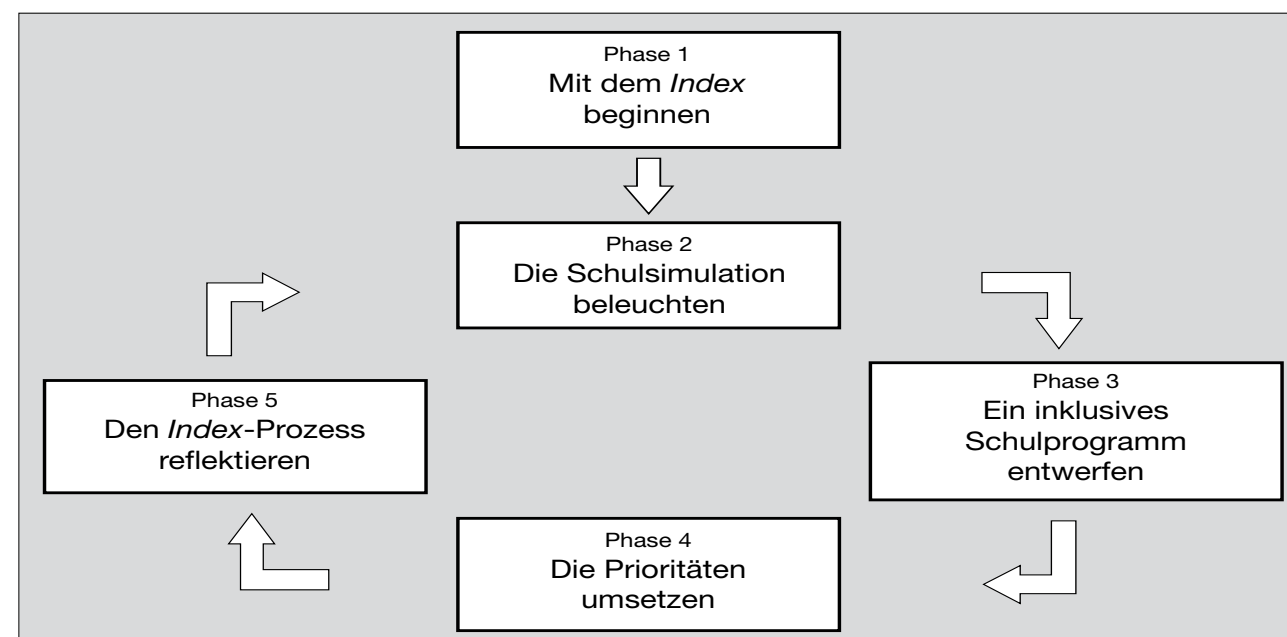 Phase 1
Mit dem Index
beginnen
Phase 2
Die Schulsimulation
beleuchten
Phase 3
Ein inklusives
Schulprogramm
entwerfen
Phase 4
Die Prioritäten
umsetzen
Phase 5
Den Index-Prozess
reflektieren